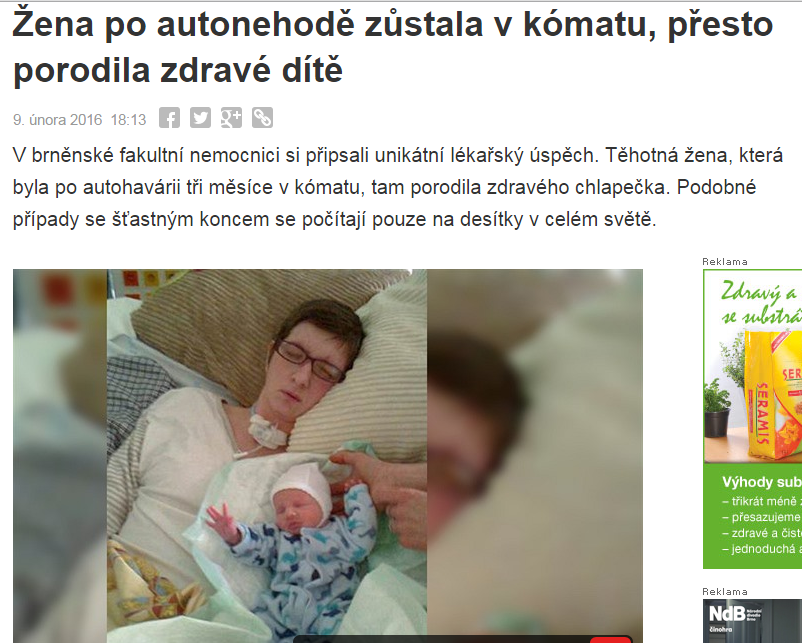 Žena po autonehodě zůstala v kómatu, přesto
porodila zdravé dítě
9. února 2016 18:13
V brněnské fakultní nemocnici si připsali unikátní lékařský úspěch. Těhotná žena, která
byla po autohavárii tři měsíce v kómatu, tam porodila zdravého chlapečka. Podobné
případy se šťastným koncem se počítají pouze na desítky v celém světě.
Reklama
Zdravý a
se substrá
SER
SERAMIS
Výhody sub
– třikrát méně
– přesazujeme
– zdravé a čist
– jednoduchá a
Reklama
NdB Národní
divadlo
Brno
činohra